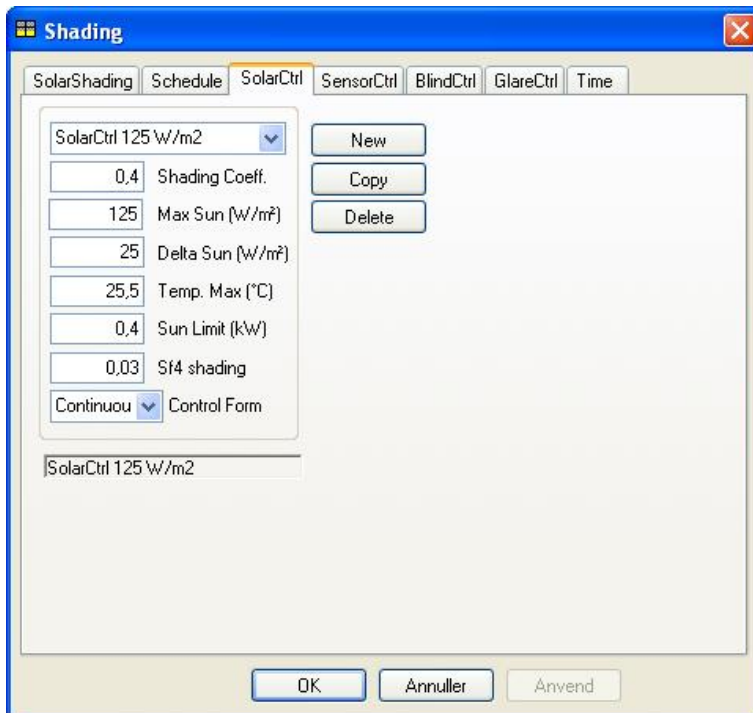 Shading
SolarShading Schedule SolarCtrl SensorCtrl BlindCtrl GlareCtrl Time
SolarCtrl 125 W/m2 New
0,4 Shading Coeff. Copy
125 Max Sun (W/m²) Delete
25 Delta Sun (W/m²)
25,5 Temp. Max (°C)
0,4 Sun Limit (kW)
0,03 Sf4 shading
Continuou Control Form
SolarCtrl 125 W/m2
OK Annuller Anvend